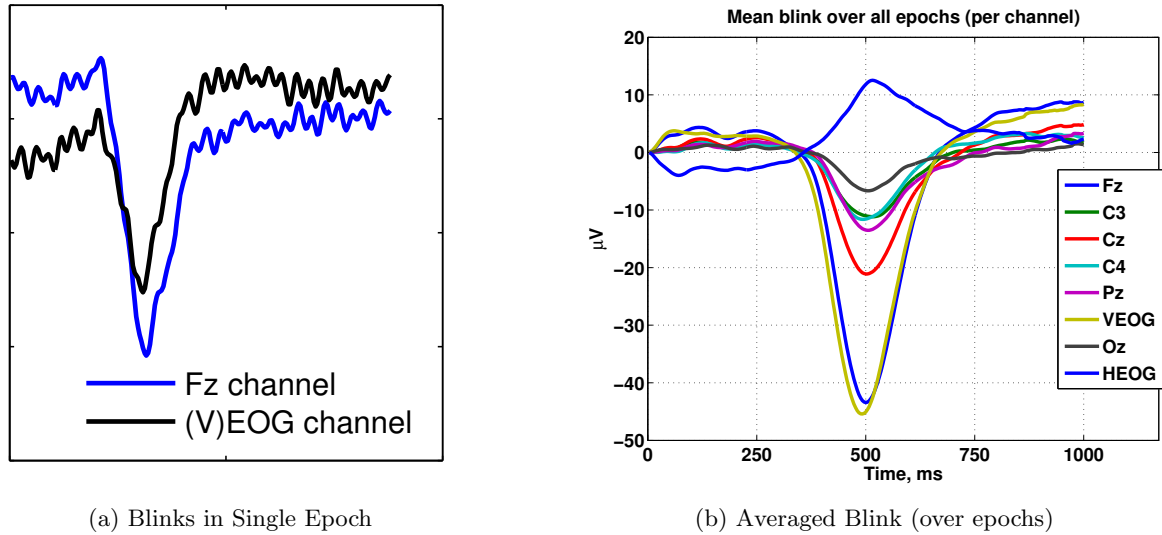 Fz channel
(V)EOG channel
(a) Blinks in Single Epoch
Mean blink over all epochs (per channel)
20
10
0
−10
−20
−30
−40
−50
µV
0
250
500
750
1000
Time, ms
Fz
C3
Cz
C4
Pz
VEOG
Oz
HEOG
(b) Averaged Blink (over epochs)